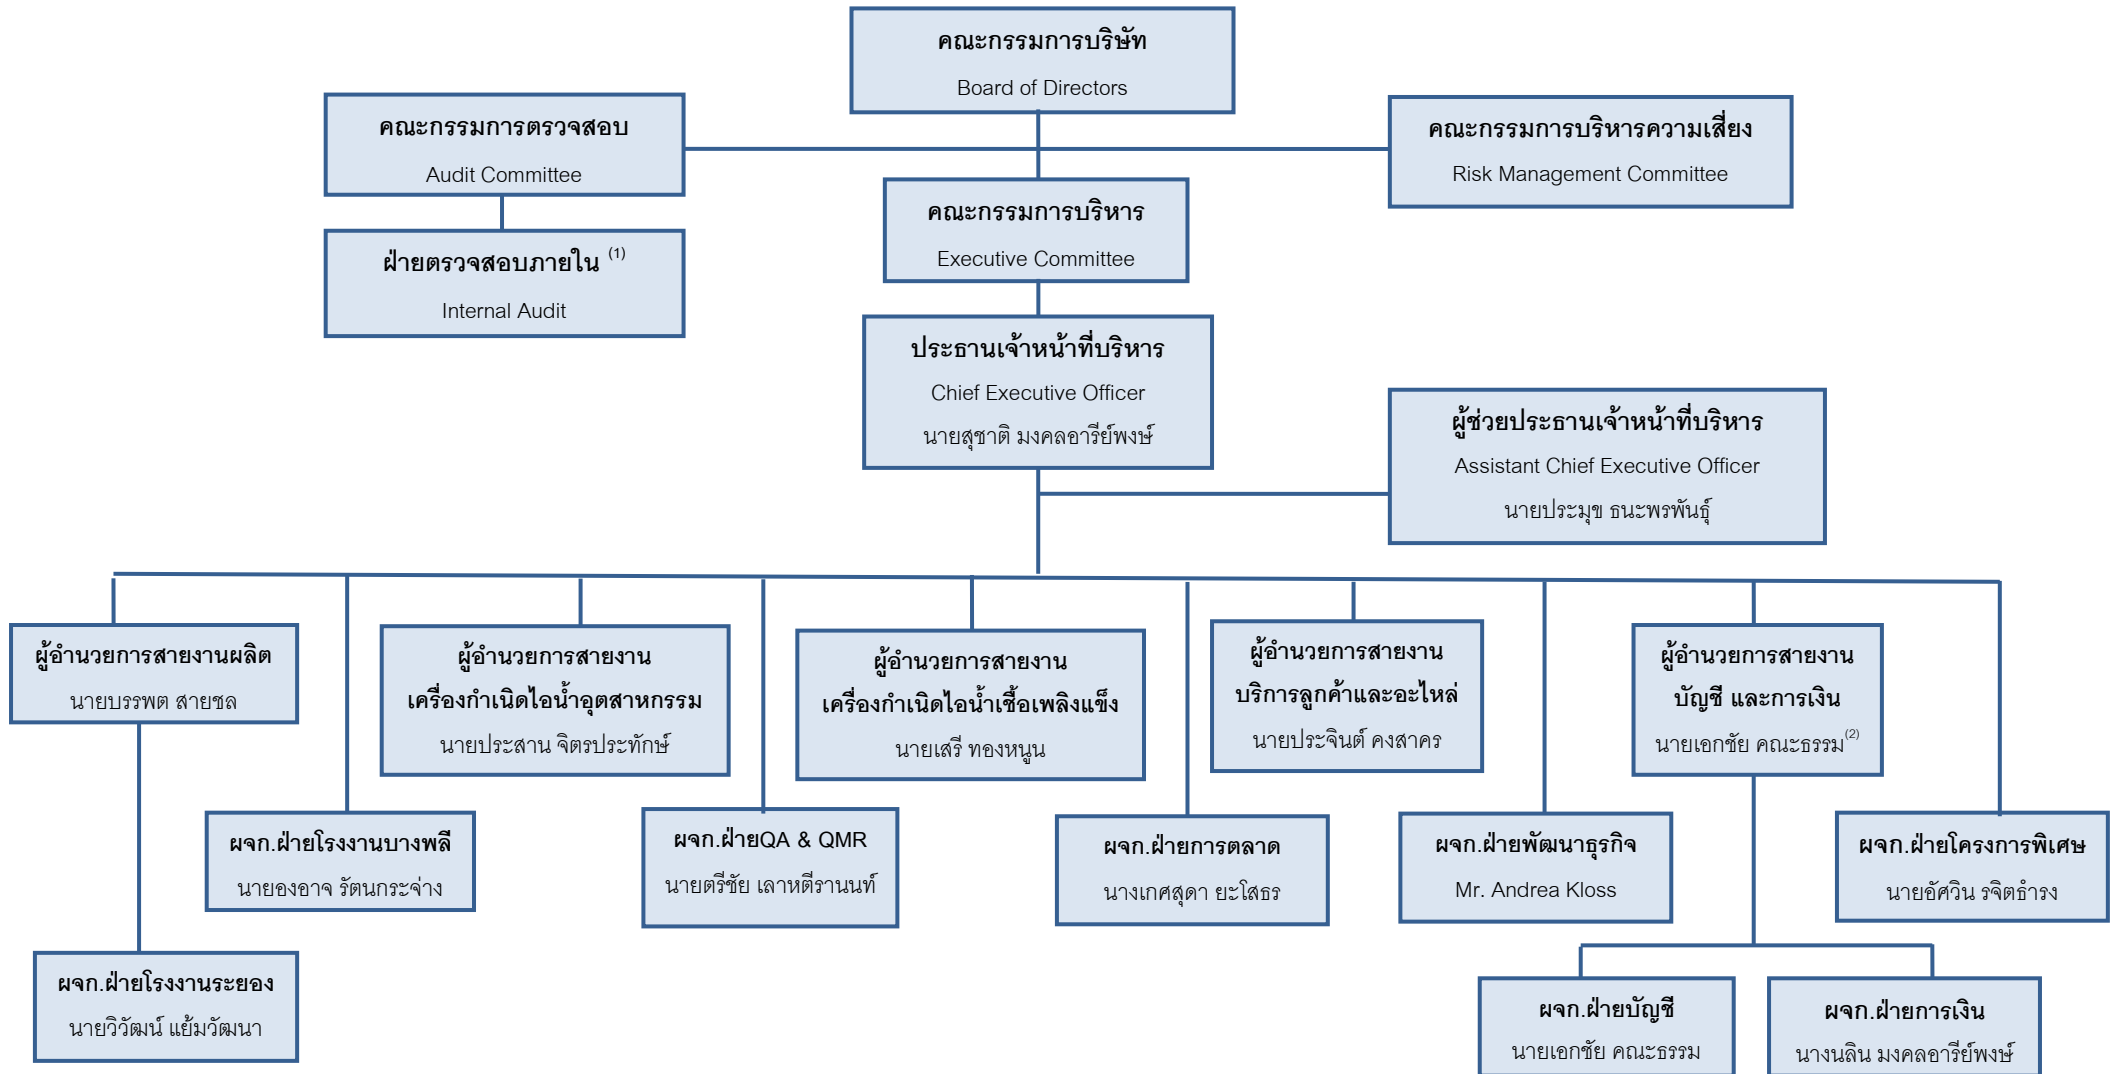 คณะกรรมการบริษัท
Board of Directors
คณะกรรมการตรวจสอบ
Audit Committee
คณะกรรมการบริหารความเสี่ยง
Risk Management Committee
คณะกรรมการบริหาร
Executive Committee
ฝ่ายตรวจสอบภายใน (1)
Internal Audit
ประธานเจ้าหน้าที่บริหาร
Chief Executive Officer
นายสุชาติ มงคลอารีย์พงษ์
ผู้ช่วยประธานเจ้าหน้าที่บริหาร
Assistant Chief Executive Officer
นายประมุข ธนะพรพันธุ์
ผู้อำนวยการสายงานผลิต
นายบรรพต สายชล
ผู้อำนวยการสายงาน
เครื่องกำเนิดไอน้ำอุตสาหกรรม
นายประสาน จิตรประทักษ์
ผู้อำนวยการสายงาน
เครื่องกำเนิดไอน้ำเชื้อเพลิงแข็ง
นายเสรี ทองหนูน
ผู้อำนวยการสายงาน
บริการลูกค้าและอะไหล่
นายประจินต์ คงสาคร
ผู้อำนวยการสายงาน
บัญชี และการเงิน
นายเอกชัย คณะธรรม(2)
ผจก.ฝ่ายโรงงานบางพลี
นายองอาจ รัตนกระจ่าง
ผจก.ฝ่ายQA & QMR
นายตรีชัย เลาหตีรานนท์
ผจก.ฝ่ายการตลาด
นางเกศสุดา ยะโสธร
ผจก.ฝ่ายพัฒนาธุรกิจ
Mr. Andrea Kloss
ผจก.ฝ่ายโครงการพิเศษ
นายอัศวิน รจิตธำรง
ผจก.ฝ่ายโรงงานระยอง
นายวิวัฒน์ แย้มวัฒนา
ผจก.ฝ่ายบัญชี
นายเอกชัย คณะธรรม
ผจก.ฝ่ายการเงิน
นางนลิน มงคลอารีย์พงษ์